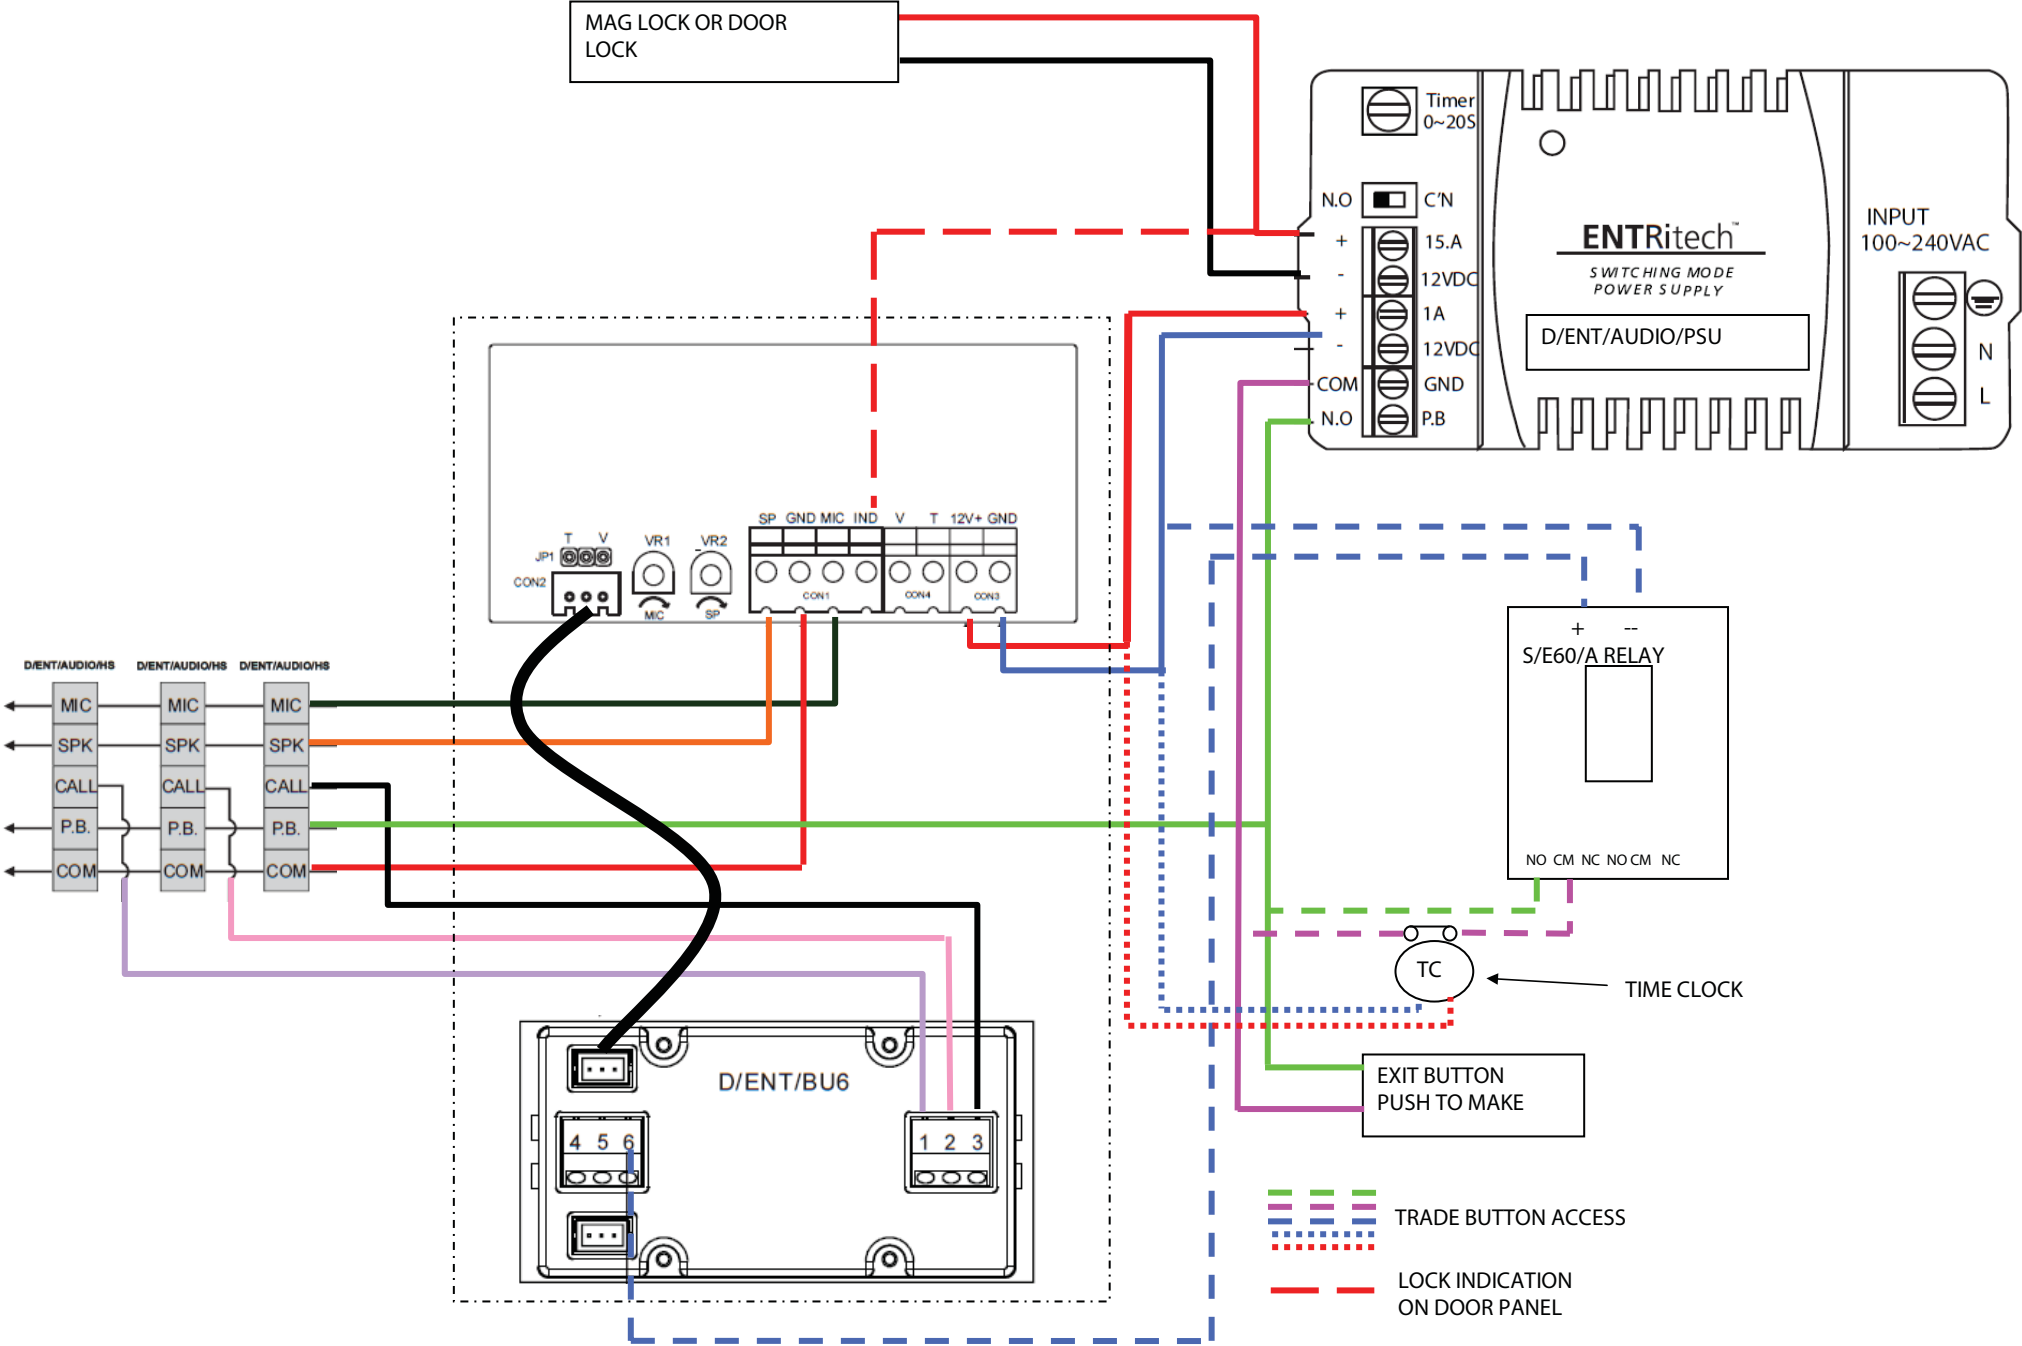 MAG LOCK OR DOOR
LOCK
Timer
0~20S
N.O C'N
+ 15.A
- 12VDC
+ 1A
- 12VDC
COM GND
N.O P.B
ENTRitech™
SWITCHING MODE
POWER SUPPLY
D/ENT/AUDIO/PSU
INPUT
100~240VAC
N
L
SP GND MIC IND V T 12V+ GND
T V
JP1
VR1
VR2
CON2
MIC
SP
CON1
CON4
CON3
+ --
S/E60/A RELAY
NO CM NC NO CM NC
D/ENT/AUDIO/HS D/ENT/AUDIO/HS D/ENT/AUDIO/HS
MIC MIC MIC
SPK SPK SPK
CALL CALL CALL
P.B. P.B. P.B.
COM COM COM
TC
TIME CLOCK
EXIT BUTTON
PUSH TO MAKE
D/ENT/BU6
4 5 6
1 2 3
TRADE BUTTON ACCESS
LOCK INDICATION
ON DOOR PANEL